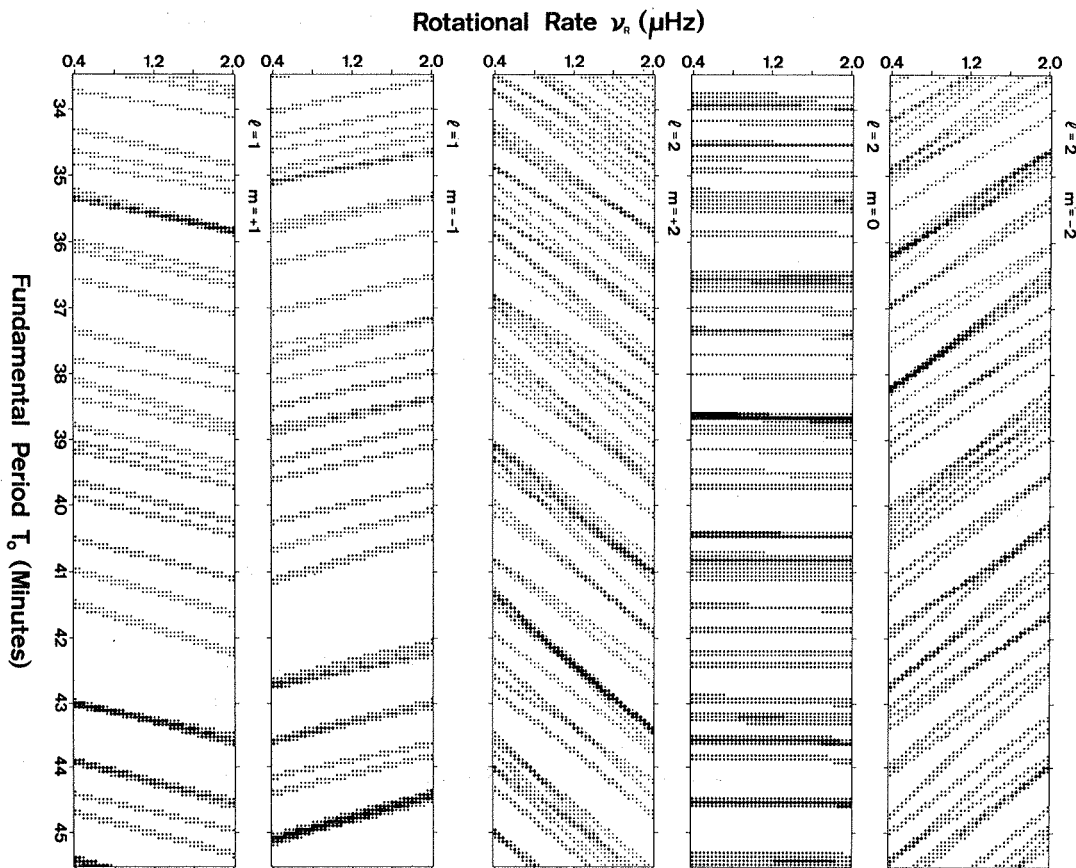 Rotational Rate νR (μHz)
0.4 1.2 2.0 0.4 1.2 2.0 0.4 1.2 2.0 0.4 1.2 2.0 0.4 1.2 2.0
ℓ=1 m=+1
ℓ=1 m=-1
ℓ=2 m=+2
ℓ=2 m=0
ℓ=2 m=-2
34
35
36
37
38
39
40
41
42
43
44
45
Fundamental Period To (Minutes)